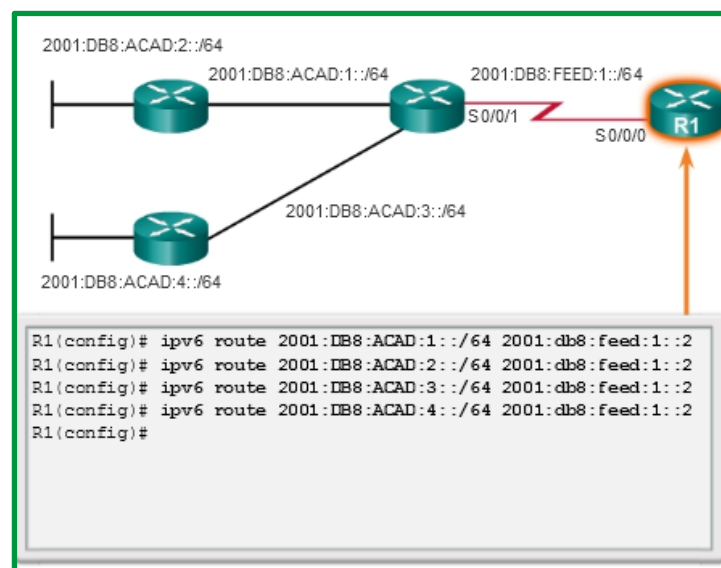 2001:DB8:ACAD:2::/64
2001:DB8:ACAD:1::/64
2001:DB8:FEED:1::/64
S0/0/1
S0/0/0
R1
2001:DB8:ACAD:3::/64
2001:DB8:ACAD:4::/64
R1(config)# ipv6 route 2001:DB8:ACAD:1::/64 2001:db8:feed:1::2
R1(config)# ipv6 route 2001:DB8:ACAD:2::/64 2001:db8:feed:1::2
R1(config)# ipv6 route 2001:DB8:ACAD:3::/64 2001:db8:feed:1::2
R1(config)# ipv6 route 2001:DB8:ACAD:4::/64 2001:db8:feed:1::2
R1(config)#